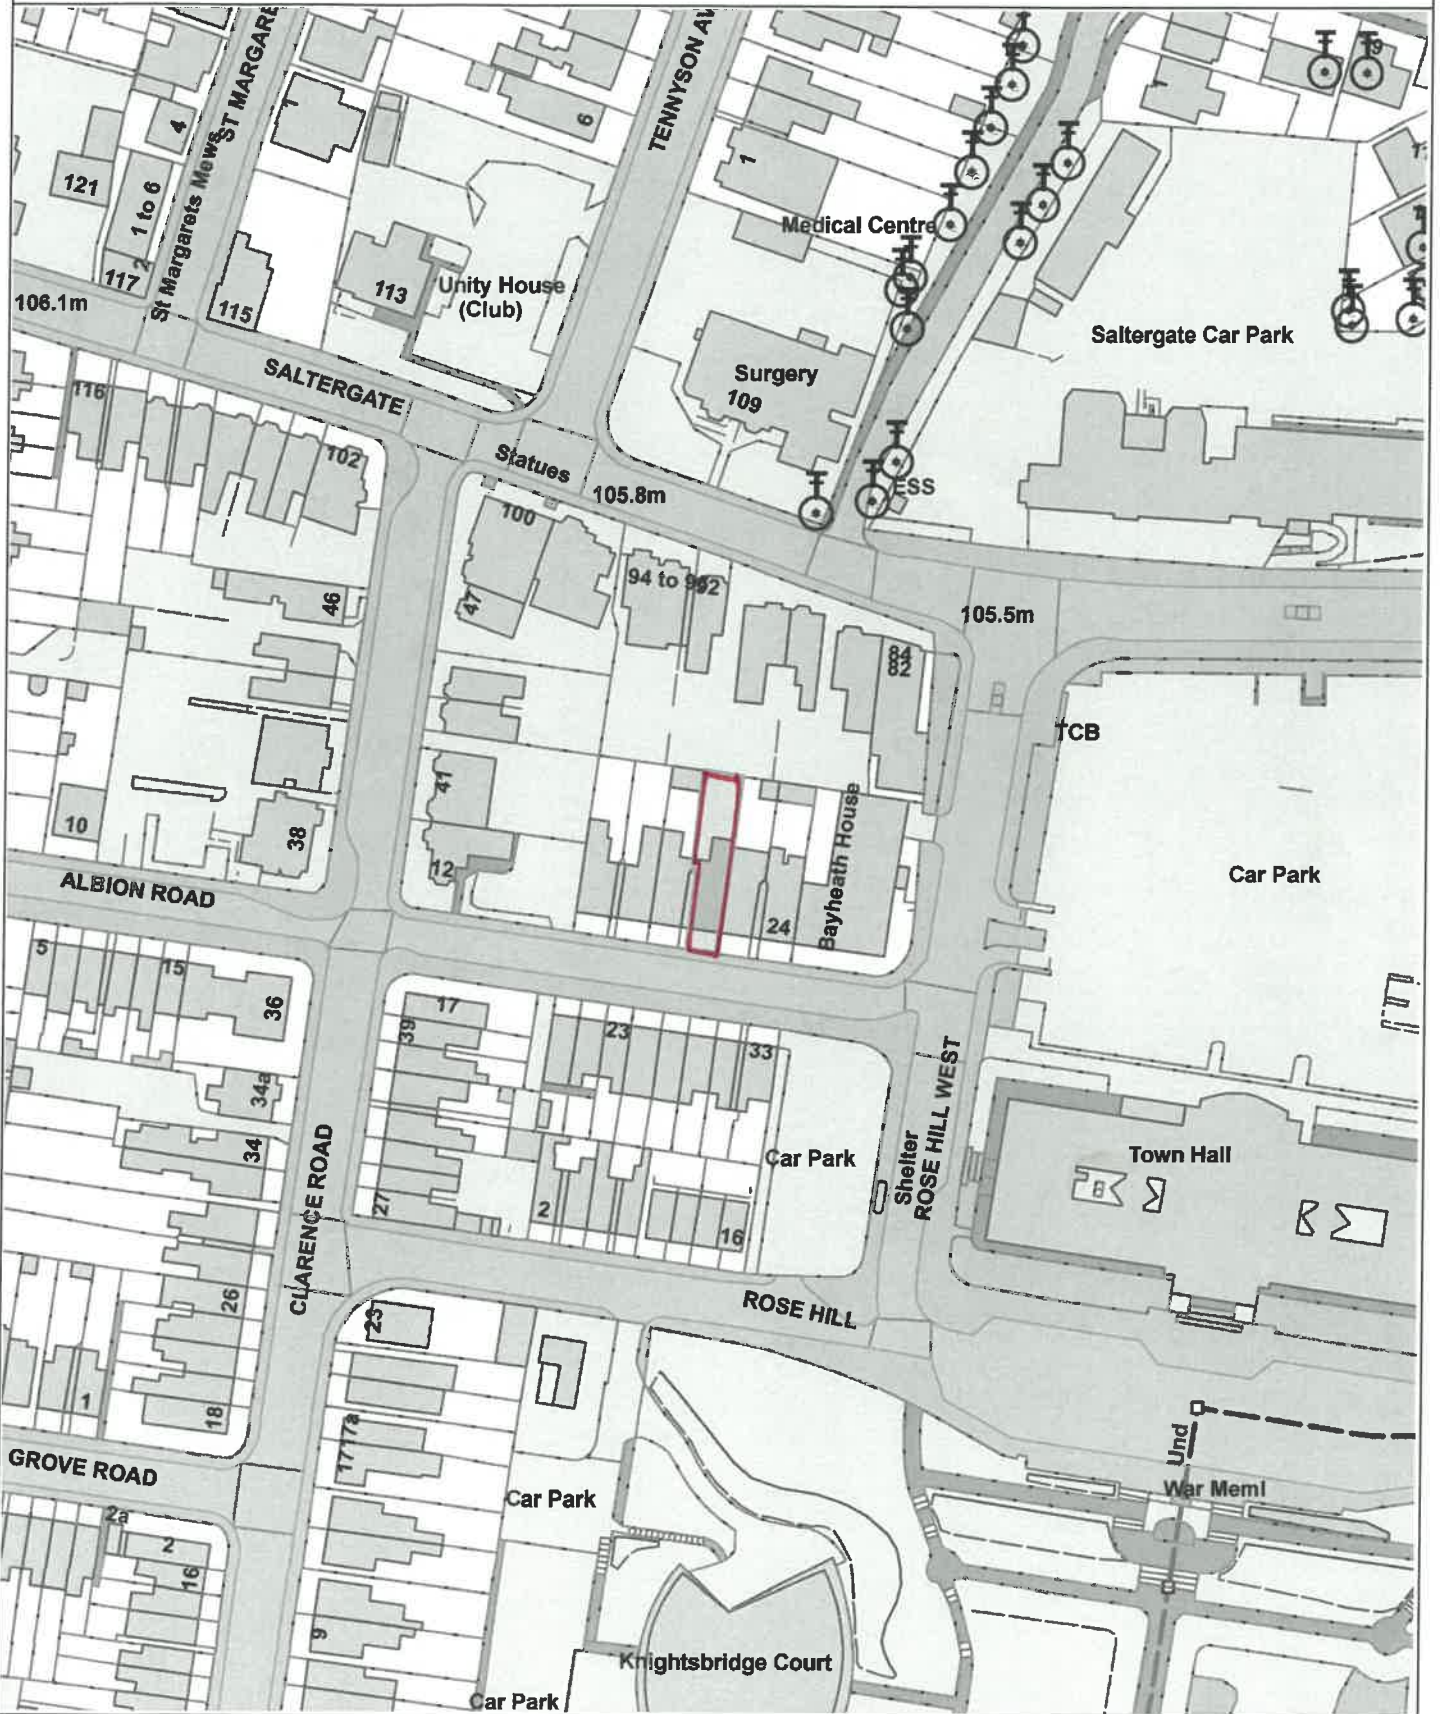 ST MARGARE
TENNYSON AV
19
1
1
4
6
1
121
1 to 6
St Margarets Mews
Medical Centre
2
117
106.1m
115
113
Unity House
(Club)
Saltergate Car Park
SALTERGATE
Surgery
109
116
102
Statues
105.8m
ESS
100
94 to
92
46
47
105.5m
84
82
TCB
41
10
38
12
Bayheath House
24
Car Park
ALBION ROAD
5
15
36
17
39
23
33
34a
34
Car Park
Shelter
ROSE HILL WEST
Town Hall
CLARENCE ROAD
27
2
16
26
23
ROSE HILL
1
18
17
17a
GROVE ROAD
Und
Car Park
War Meml
2a
2
16
9
Knightsbridge Court
Car Park